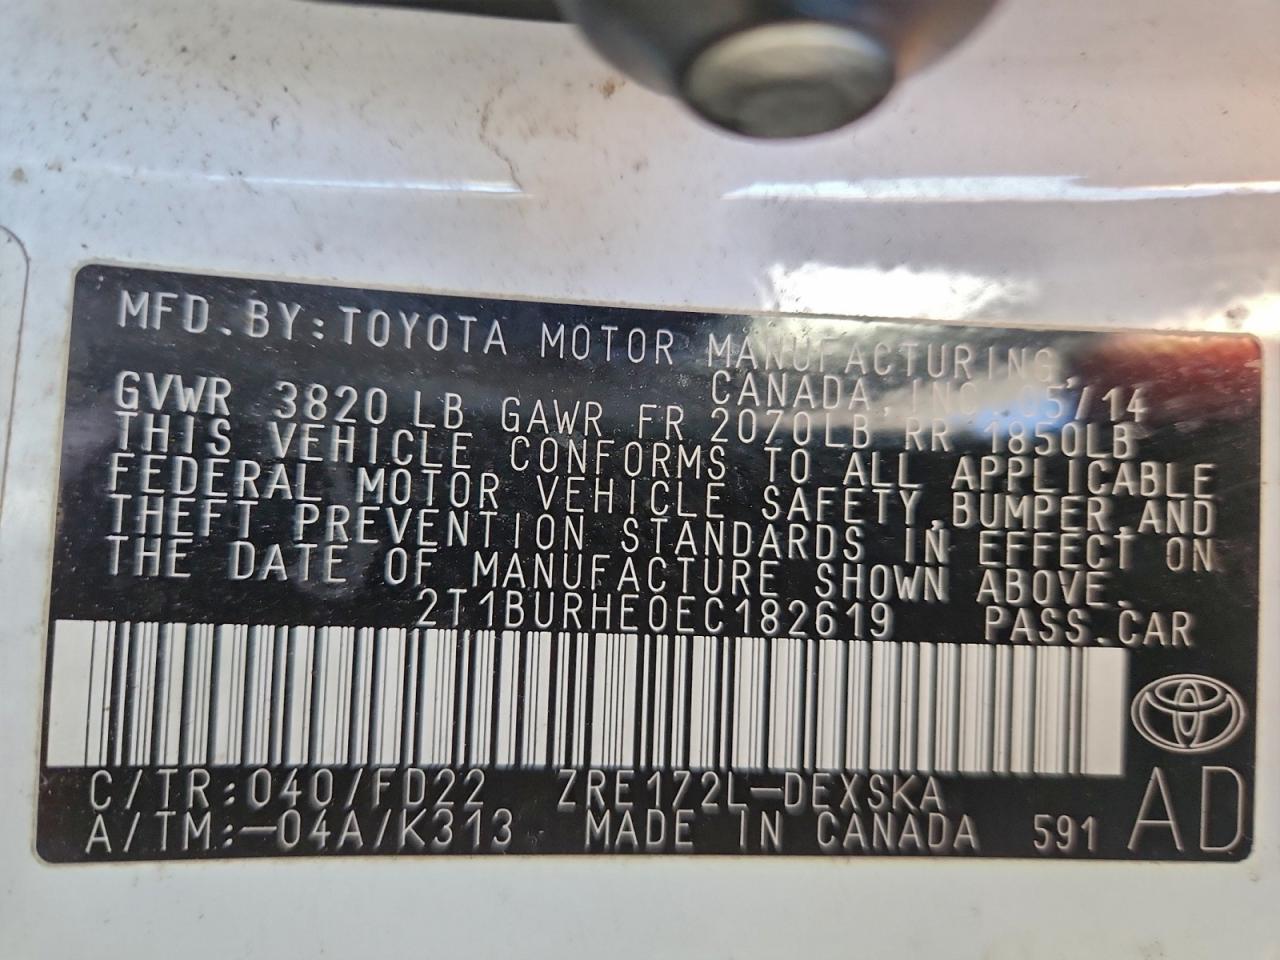 MFD. BY: TOYOTA MOTOR MANUFACTURING,
CANADA, INC. 05/14
GVWR 3820 LB GAWR FR 2070LB RR 1850LB
THIS VEHICLE CONFORMS TO ALL APPLICABLE
FEDERAL MOTOR VEHICLE SAFETY, BUMPER, AND
THEFT PREVENTION STANDARDS IN EFFECT ON
THE DATE OF MANUFACTURE SHOWN ABOVE.
2T1BURHE0EC182619 PASS. CAR
C/TR: 040/FD22 ZRE172L-DEXSKA
A/TM: -04A/K313 MADE IN CANADA 591 AD